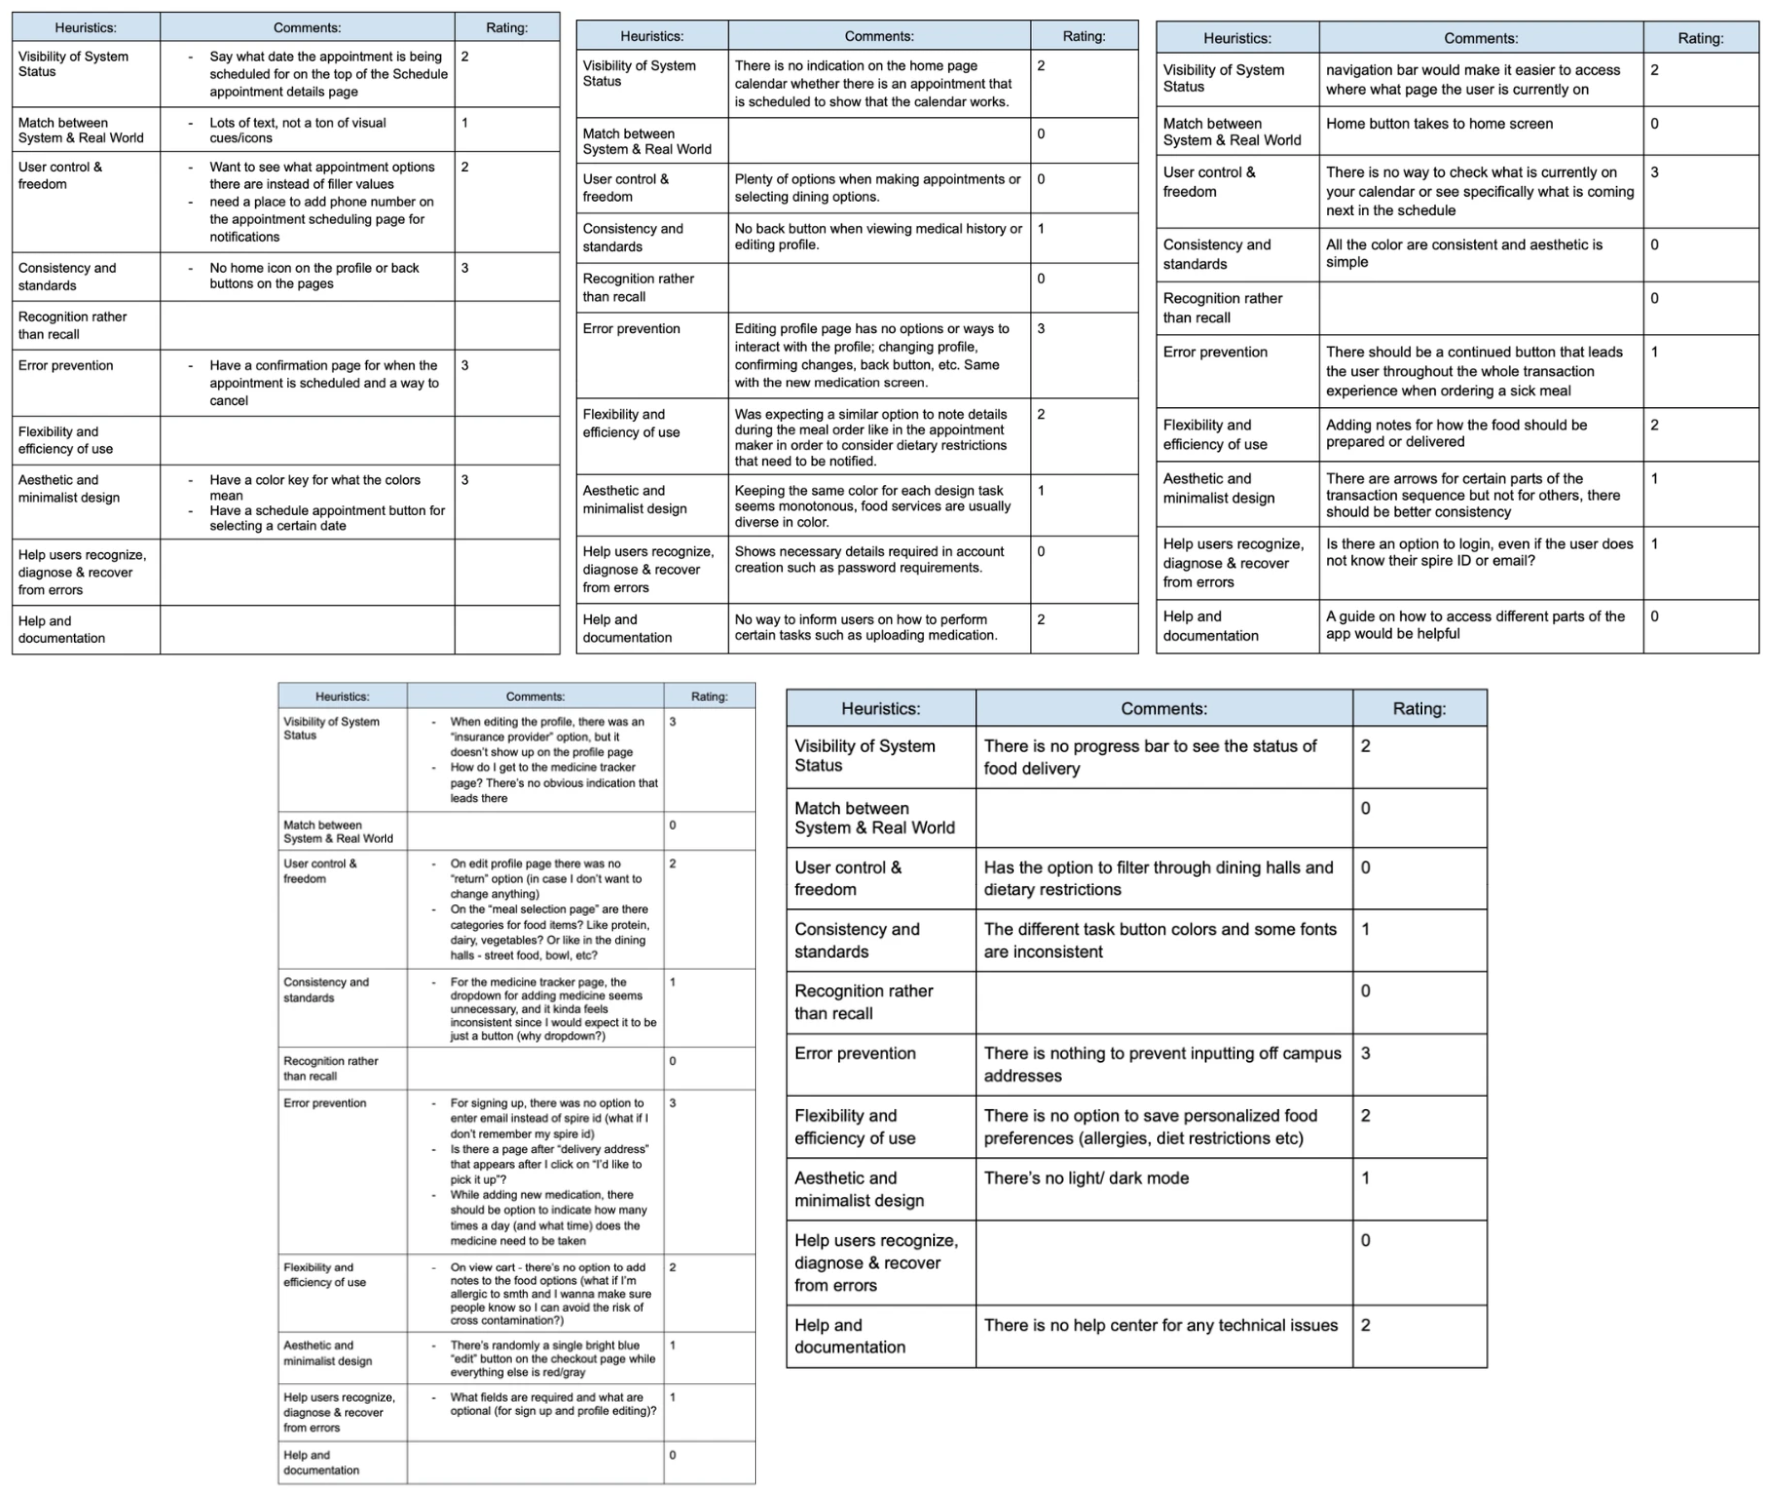 Heuristics: Comments: Rating:
Visibility of System - Say what date the appointment is being 2
Status scheduled for on the top of the Schedule
appointment details page
Match between - Lots of text, not a ton of visual 1
System & Real World cues/icons
User control & - Want to see what appointment options 2
freedom there are instead of filler values
- need a place to add phone number on
the appointment scheduling page for
notifications
Consistency and - No home icon on the profile or back 3
standards buttons on the pages
Recognition rather
than recall
Error prevention - Have a confirmation page for when the 3
appointment is scheduled and a way to
cancel
Flexibility and
efficiency of use
Aesthetic and - Have a color key for what the colors 3
minimalist design mean
- Have a schedule appointment button for
selecting a certain date
Help users recognize,
diagnose & recover
from errors
Help and
documentation
Heuristics: Comments: Rating:
Visibility of System There is no indication on the home page 2
Status calendar whether there is an appointment that
is scheduled to show that the calendar works.
Match between 0
System & Real World
User control & Plenty of options when making appointments or 0
freedom selecting dining options.
Consistency and No back button when viewing medical history or 1
standards editing profile.
Recognition rather 0
than recall
Error prevention Editing profile page has no options or ways to 3
interact with the profile; changing profile,
confirming changes, back button, etc. Same
with the new medication screen.
Flexibility and Was expecting a similar option to note details 2
efficiency of use during the meal order like in the appointment
maker in order to consider dietary restrictions
that need to be notified.
Aesthetic and Keeping the same color for each design task 1
minimalist design seems monotonous, food services are usually
diverse in color.
Help users recognize, Shows necessary details required in account 0
diagnose & recover creation such as password requirements.
from errors
Help and No way to inform users on how to perform 2
documentation certain tasks such as uploading medication.
Heuristics: Comments: Rating:
Visibility of System navigation bar would make it easier to access 2
Status where what page the user is currently on
Match between Home button takes to home screen 0
System & Real World
User control & There is no way to check what is currently on 3
freedom your calendar or see specifically what is coming
next in the schedule
Consistency and All the color are consistent and aesthetic is 0
standards simple
Recognition rather 0
than recall
Error prevention There should be a continued button that leads 1
the user throughout the whole transaction
experience when ordering a sick meal
Flexibility and Adding notes for how the food should be 2
efficiency of use prepared or delivered
Aesthetic and There are arrows for certain parts of the 1
minimalist design transaction sequence but not for others, there
should be better consistency
Help users recognize, Is there an option to login, even if the user does 1
diagnose & recover not know their spire ID or email?
from errors
Help and A guide on how to access different parts of the 0
documentation app would be helpful
Heuristics: Comments: Rating:
Visibility of System - When editing the profile, there was an 3
Status "insurance provider" option, but it
doesn't show up on the profile page
- How do I get to the medicine tracker
page? There's no obvious indication that
leads there
Match between 0
System & Real World
User control & - On edit profile page there was no 2
freedom "return" option (in case I don't want to
change anything)
- On the "meal selection page" are there
categories for food items? Like protein,
dairy, vegetables? Or like in the dining
halls - street food, bowl, etc?
Consistency and - For the medicine tracker page, the 1
standards dropdown for adding medicine seems
unnecessary, and it kinda feels
inconsistent since I would expect it to be
just a button (why dropdown?)
Recognition rather 0
than recall
Error prevention - For signing up, there was no option to 3
enter email instead of spire id (what if I
don't remember my spire id)
- Is there a page after "delivery address"
that appears after I click on "I'd like to
pick it up"?
- While adding new medication, there
should be option to indicate how many
times a day (and what time) does the
medicine need to be taken
Flexibility and - On view cart - there's no option to add 2
efficiency of use notes to the food options (what if I'm
allergic to smth and I wanna make sure
people know so I can avoid the risk of
cross contamination?)
Aesthetic and - There's randomly a single bright blue 1
minimalist design "edit" button on the checkout page while
everything else is red/gray
Help users recognize, - What fields are required and what are 1
diagnose & recover optional (for sign up and profile editing)?
from errors
Help and 0
documentation
Heuristics: Comments: Rating:
Visibility of System There is no progress bar to see the status of 2
Status food delivery
Match between 0
System & Real World
User control & Has the option to filter through dining halls and 0
freedom dietary restrictions
Consistency and The different task button colors and some fonts 1
standards are inconsistent
Recognition rather 0
than recall
Error prevention There is nothing to prevent inputting off campus 3
addresses
Flexibility and There is no option to save personalized food 2
efficiency of use preferences (allergies, diet restrictions etc)
Aesthetic and There's no light/ dark mode 1
minimalist design
Help users recognize, 0
diagnose & recover
from errors
Help and There is no help center for any technical issues 2
documentation